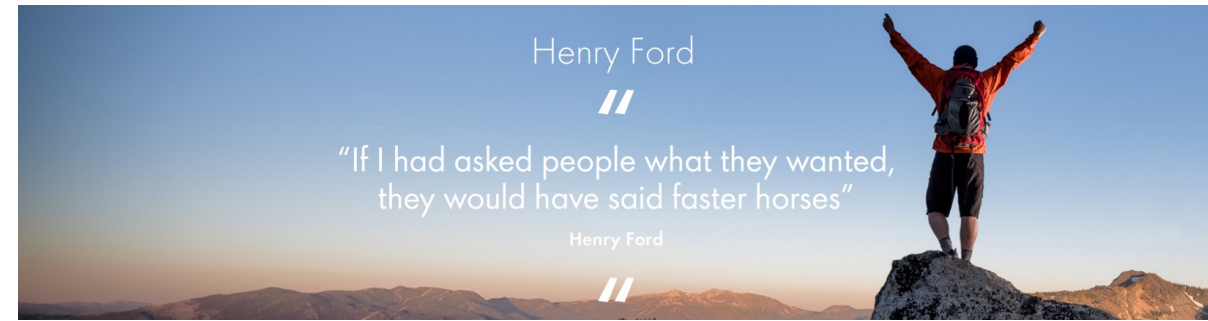 Henry Ford
“If I had asked people what they wanted,
they would have said faster horses”
Henry Ford